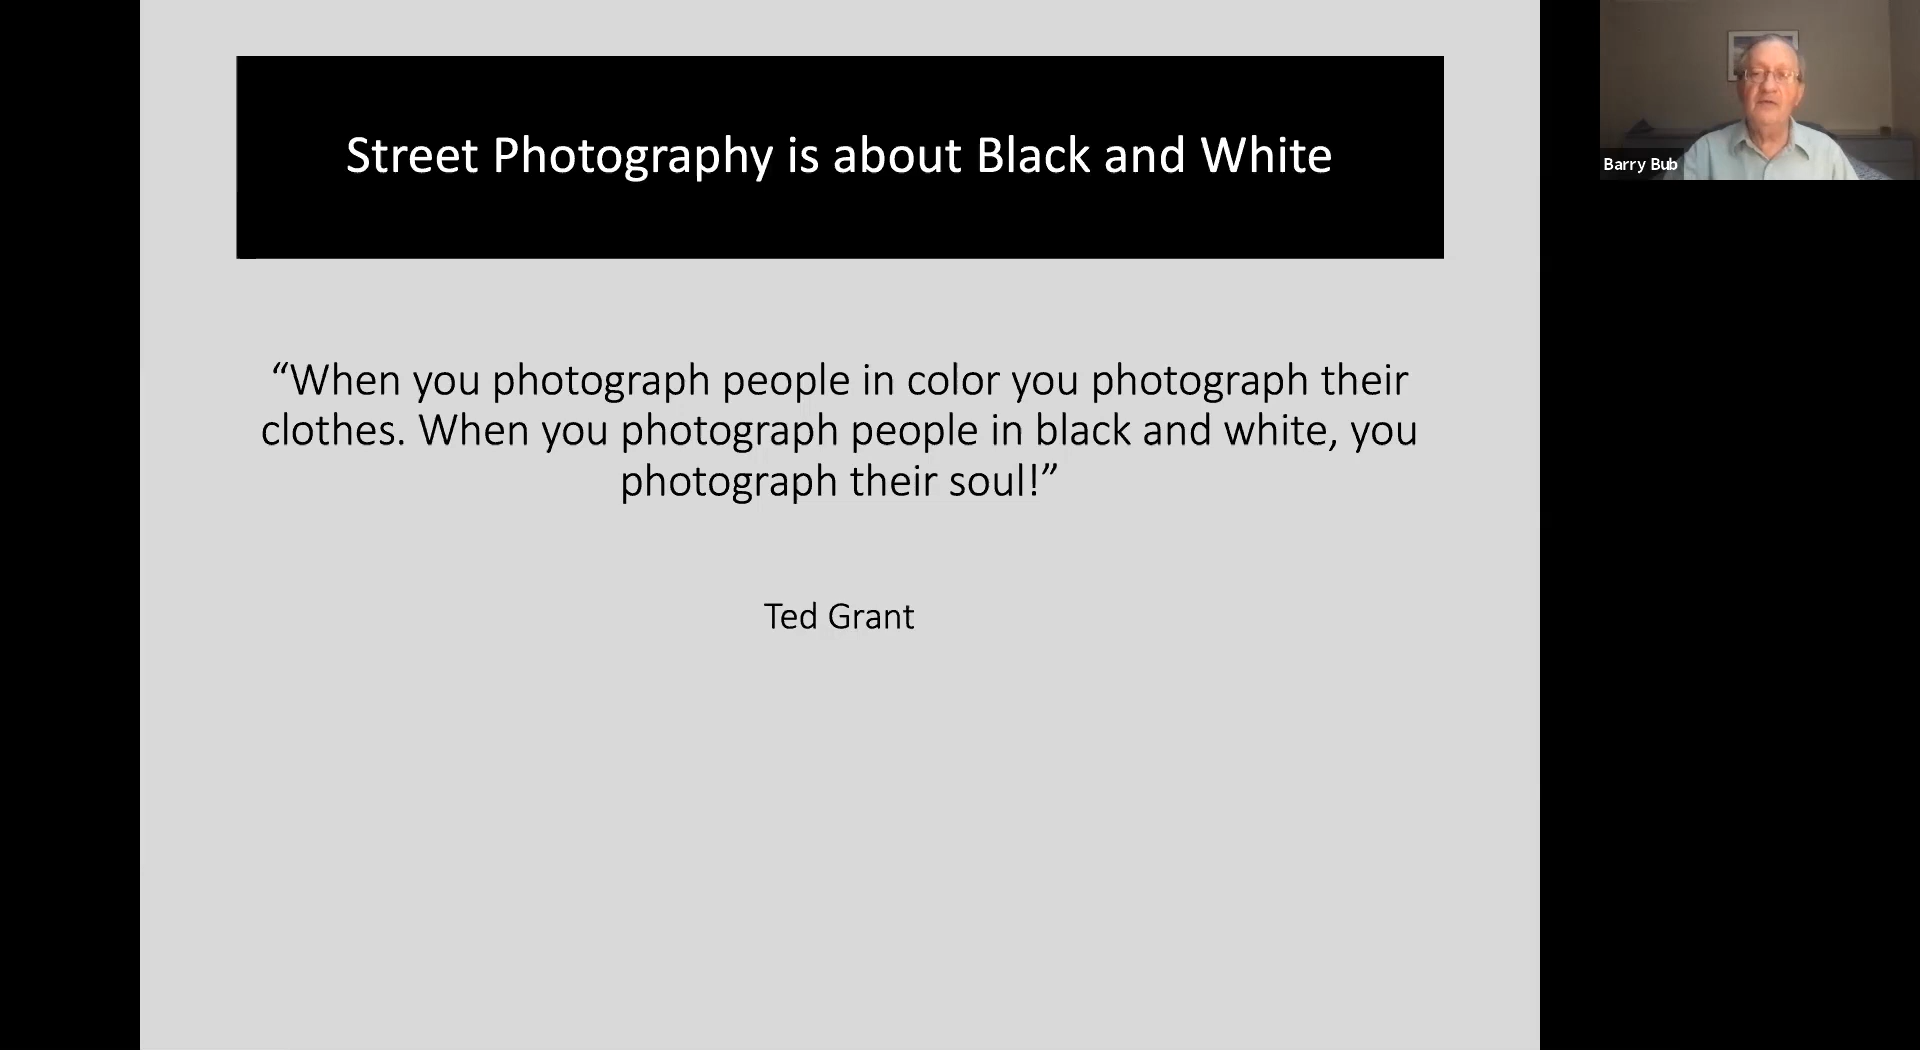 Street Photography is about Black and White
“When you photograph people in color you photograph their
clothes. When you photograph people in black and white, you
photograph their soul!”
Ted Grant
Barry Bub